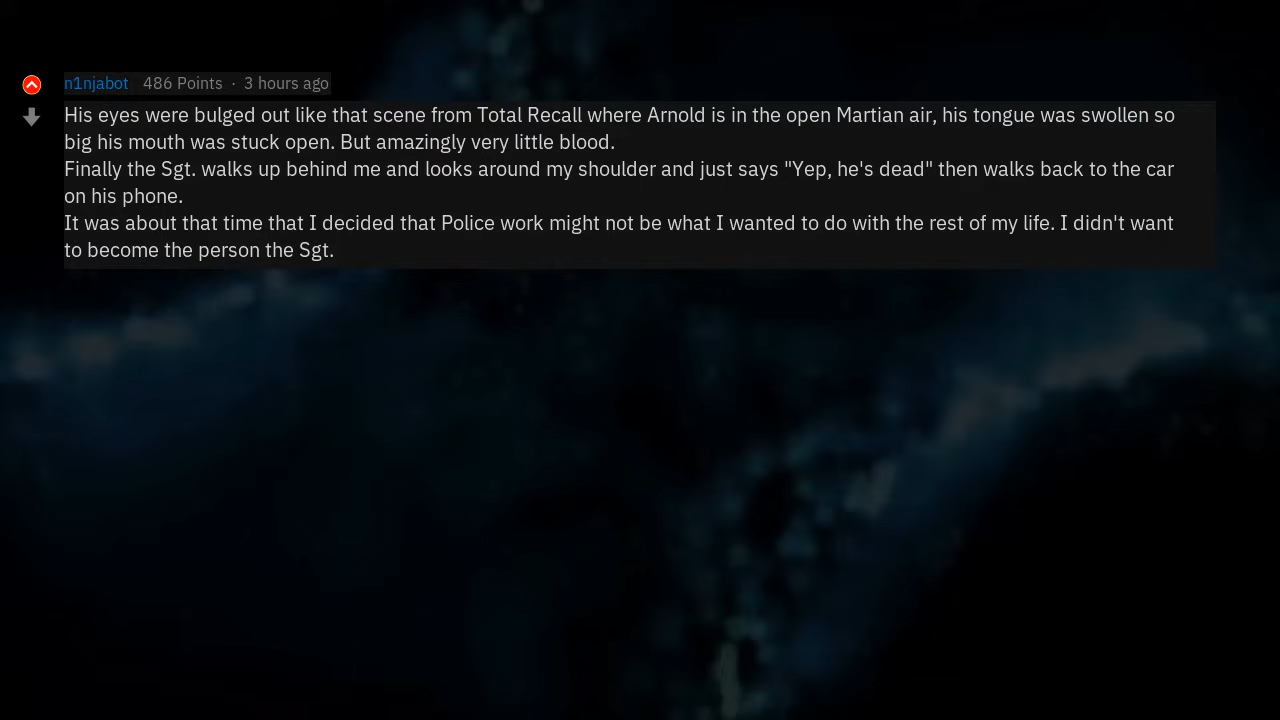 n1njabot 486 Points · 3 hours ago
His eyes were bulged out like that scene from Total Recall where Arnold is in the open Martian air, his tongue was swollen so
big his mouth was stuck open. But amazingly very little blood.
Finally the Sgt. walks up behind me and looks around my shoulder and just says "Yep, he's dead" then walks back to the car
on his phone.
It was about that time that I decided that Police work might not be what I wanted to do with the rest of my life. I didn't want
to become the person the Sgt.